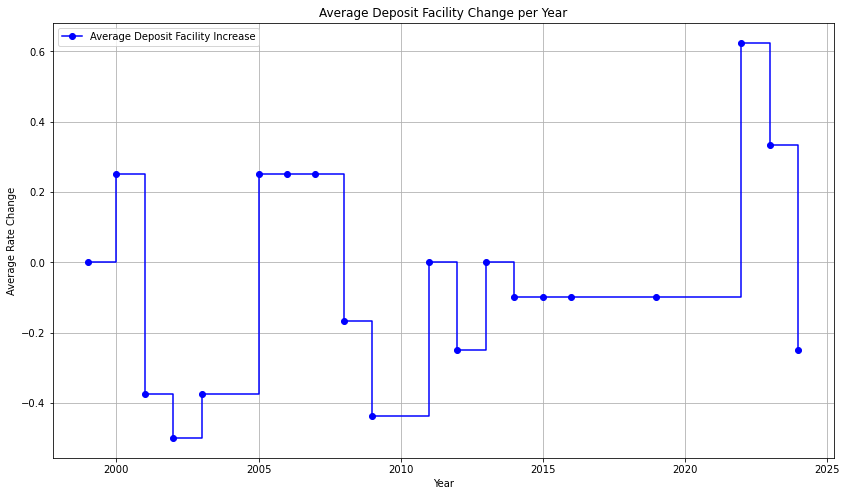 Average Deposit Facility Change per Year
Average Deposit Facility Increase
Average Rate Change
0.6
0.4
0.2
0.0
−0.2
−0.4
2000 2005 2010 2015 2020 2025
Year